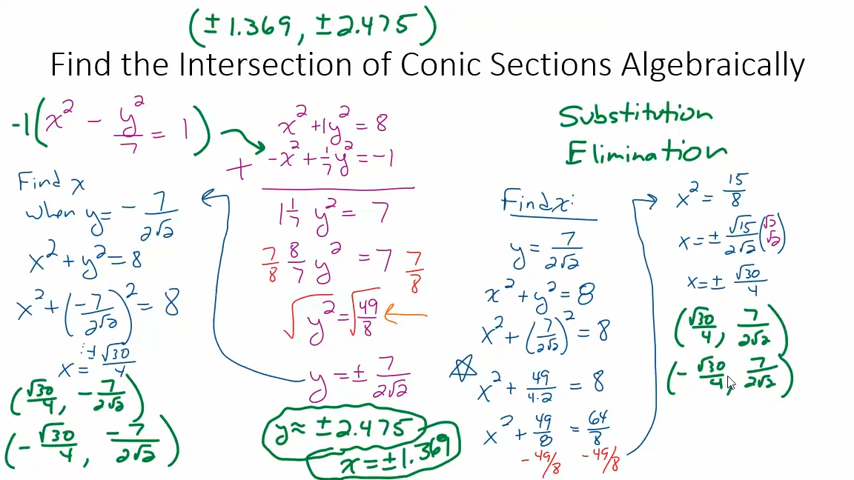 (±1.369, ±2.475)
Find the Intersection of Conic Sections Algebraically
-1(x² - y²/7 = 1)
Find x
when y = -7/2√2
x² + y² = 8
x² + (-7/2√2)² = 8
x = ±√30/4
(√30/4, -7/2√2)
(-√30/4, -7/2√2)
x² + 1y² = 8
+ -x² + 1/7 y² = -1
1 1/7 y² = 7
7/8 8/7 y² = 7 7/8
√y² = √49/8
y = ± 7/2√2
y ≈ ±2.475
x = ±1.369
Substitution
Elimination
Find x:
y = 7/2√2
x² + y² = 8
x² + (7/2√2)² = 8
x² + 49/4·2 = 8
x² + 49/8 = 64/8
-49/8 -49/8
x² = 15/8
x = ± √15/2√2 (√2/√2)
x = ± √30/4
(√30/4, 7/2√2)
(-√30/4, 7/2√2)